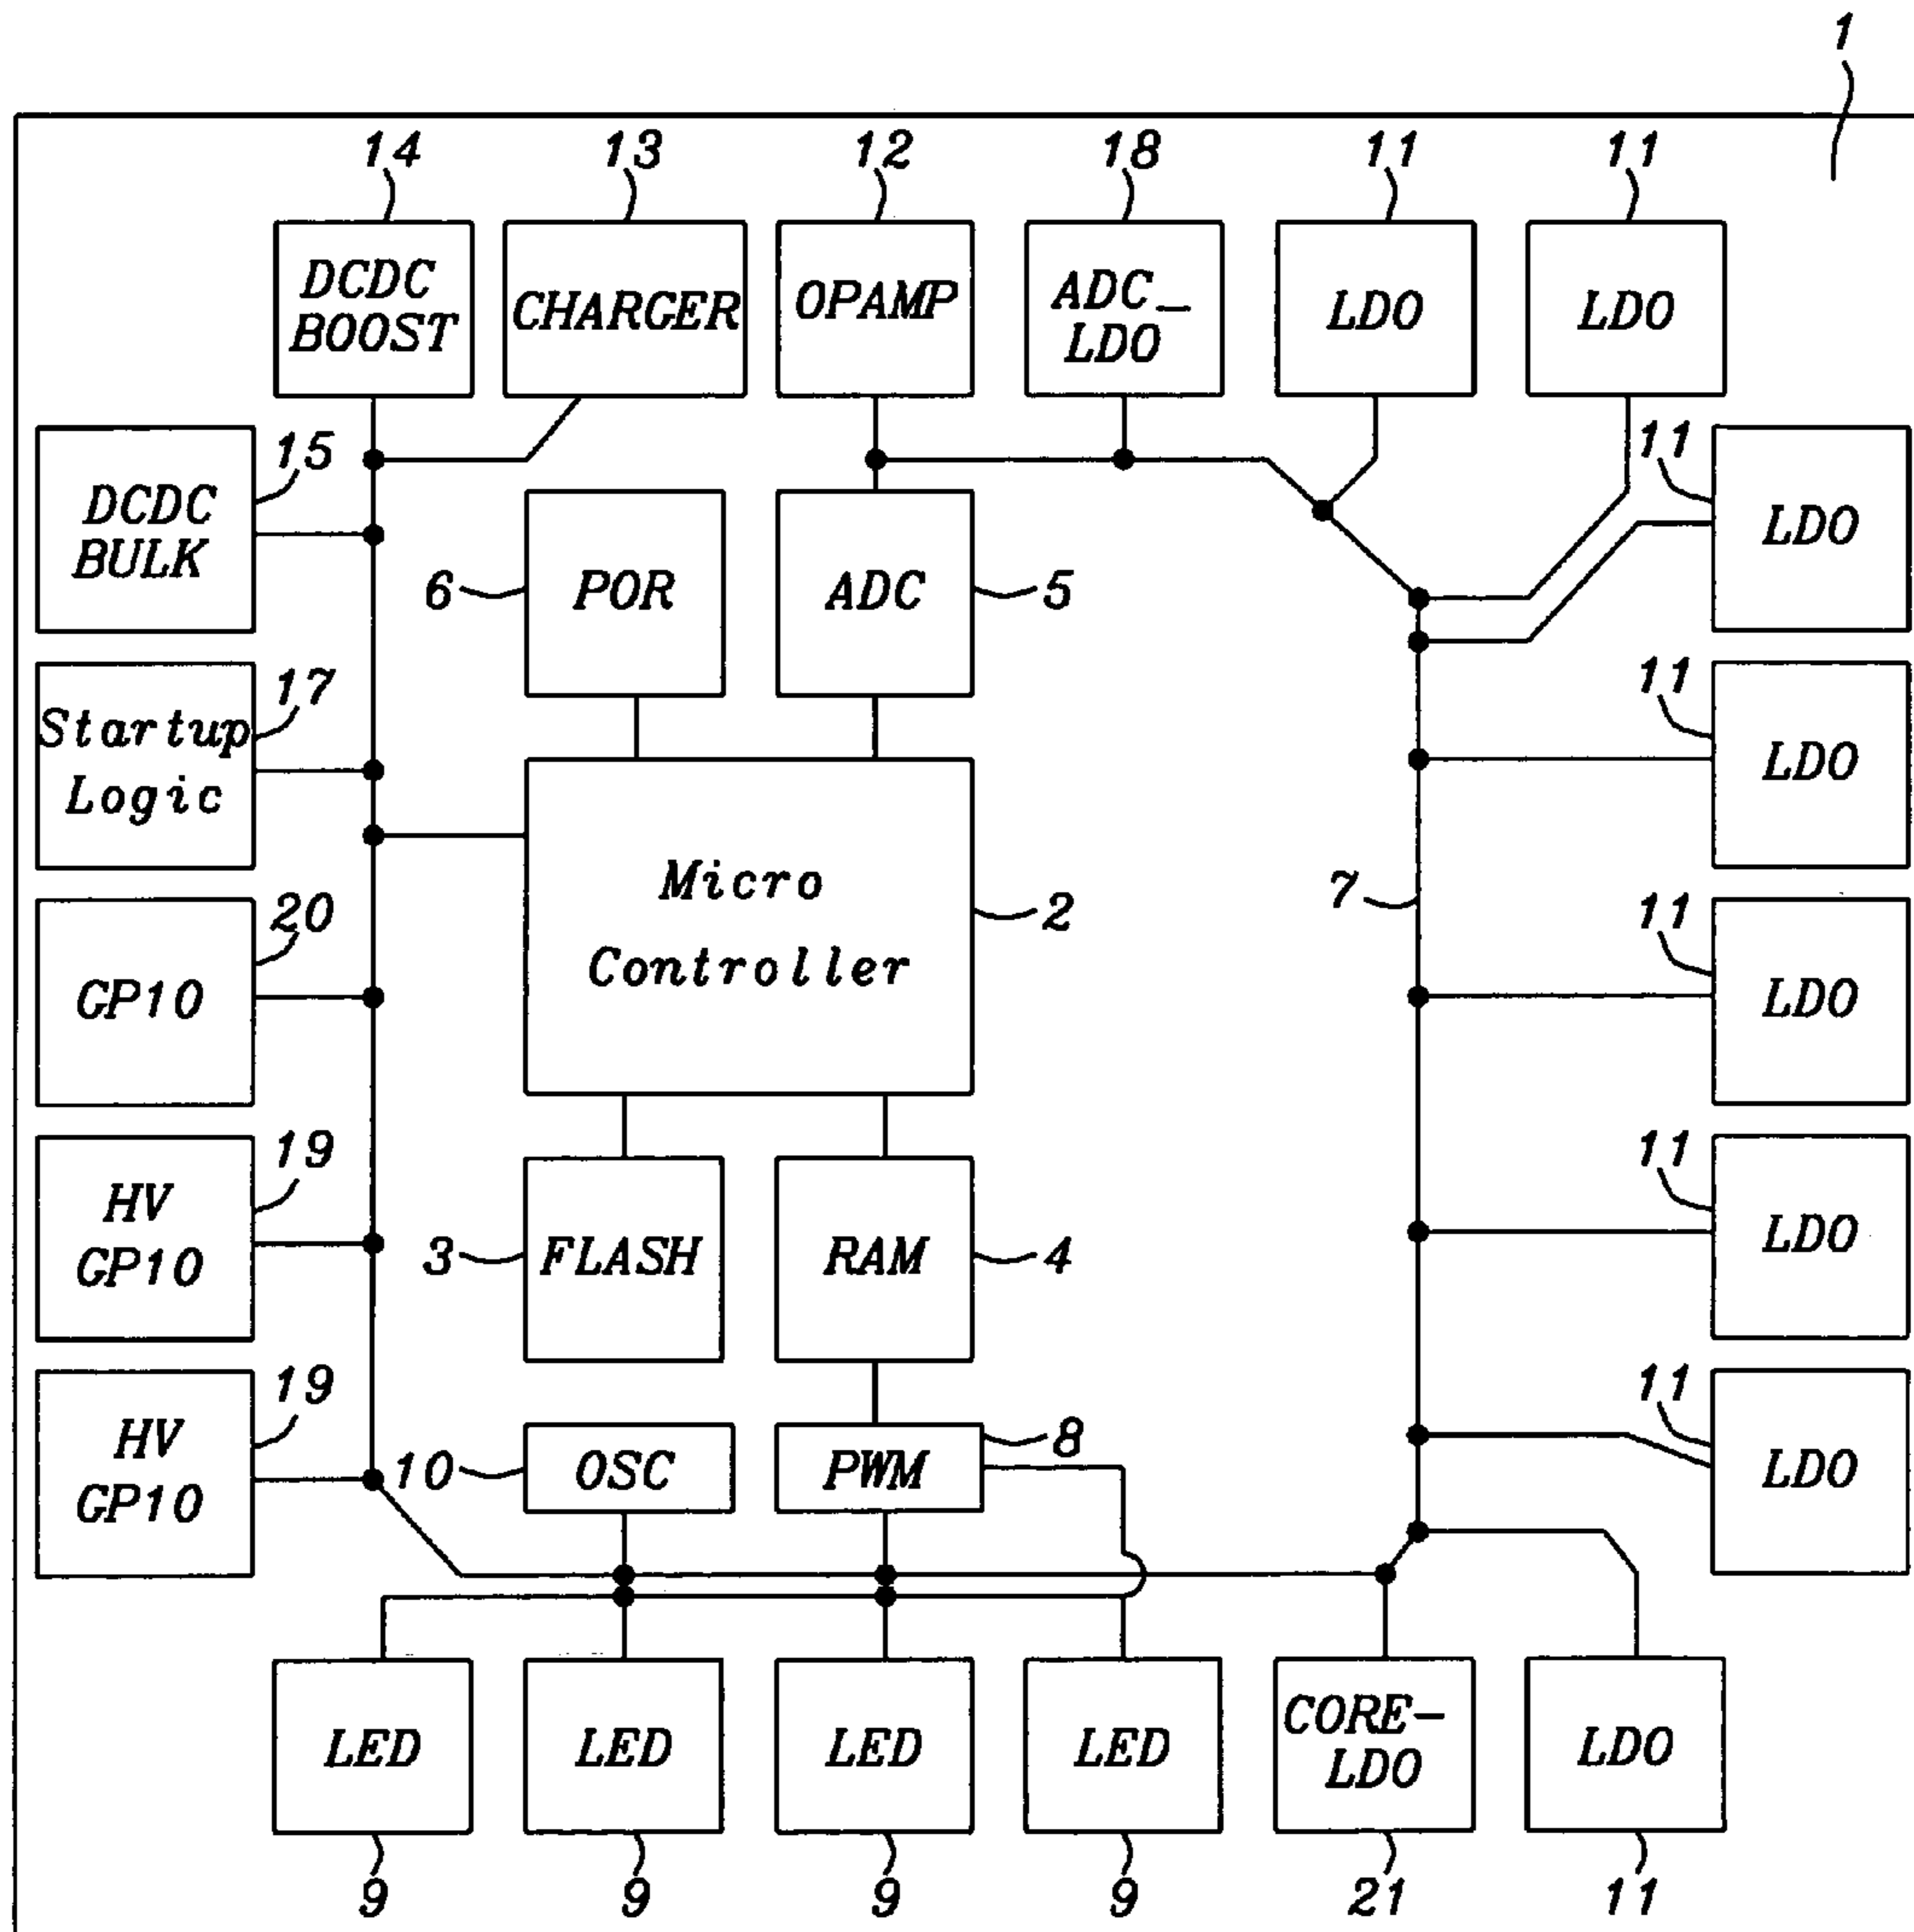 1
14
13
12
18
11
11
DCDC
BOOST
CHARGER
OPAMP
ADC_
LDO
LDO
LDO
15
DCDC
BULK
11
LDO
6
POR
ADC
5
17
Startup
Logic
11
LDO
Micro
Controller
2
7
20
GP10
11
LDO
19
HV
GP10
3
FLASH
RAM
4
11
LDO
19
HV
GP10
10
OSC
PWM
8
11
LDO
LED
LED
LED
LED
CORE-
LDO
LDO
9
9
9
9
21
11